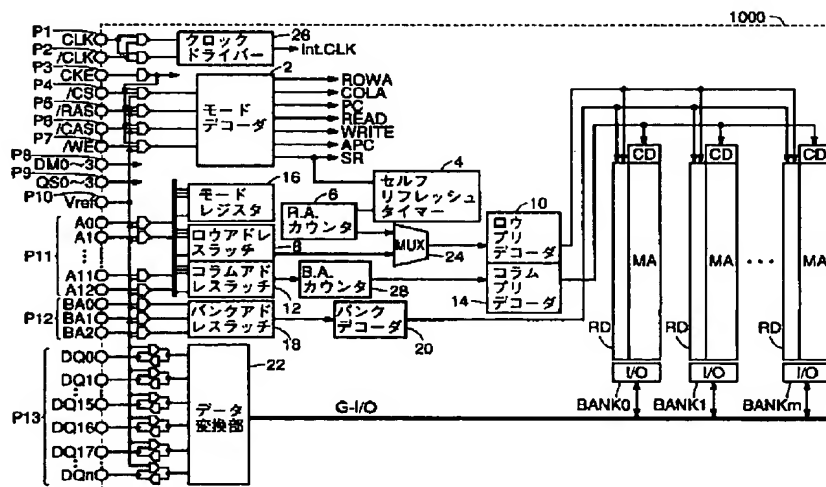 1000
P1
CLK
P2
/CLK
P3
CKE
P4
/CS
P5
/RAS
P6
/CAS
P7
/WE
P8
DM0~3
P9
QS0~3
P10
Vref
クロック
ドライバー
26
Int.CLK
2
モード
デコーダ
ROWA
COLA
PC
READ
WRITE
APC
SR
P11
A0
A1
A11
A12
P12
BA0
BA1
BA2
16
モード
レジスタ
ロウアドレ
スラッチ
8
コラムアド
レスラッチ
12
バンクアド
レスラッチ
18
6
R.A.
カウンタ
4
セルフ
リフレッシュ
タイマー
MUX
24
B.A.
カウンタ
28
バンク
デコーダ
20
10
ロウ
プリ
デコーダ
コラム
プリ
デコーダ
14
CD
CD
CD
MA
MA
MA
RD
RD
RD
I/O
I/O
I/O
BANK0
BANK1
BANKm
P13
DQ0
DQ1
DQ15
DQ16
DQ17
DQn
22
データ
変換部
G-I/O